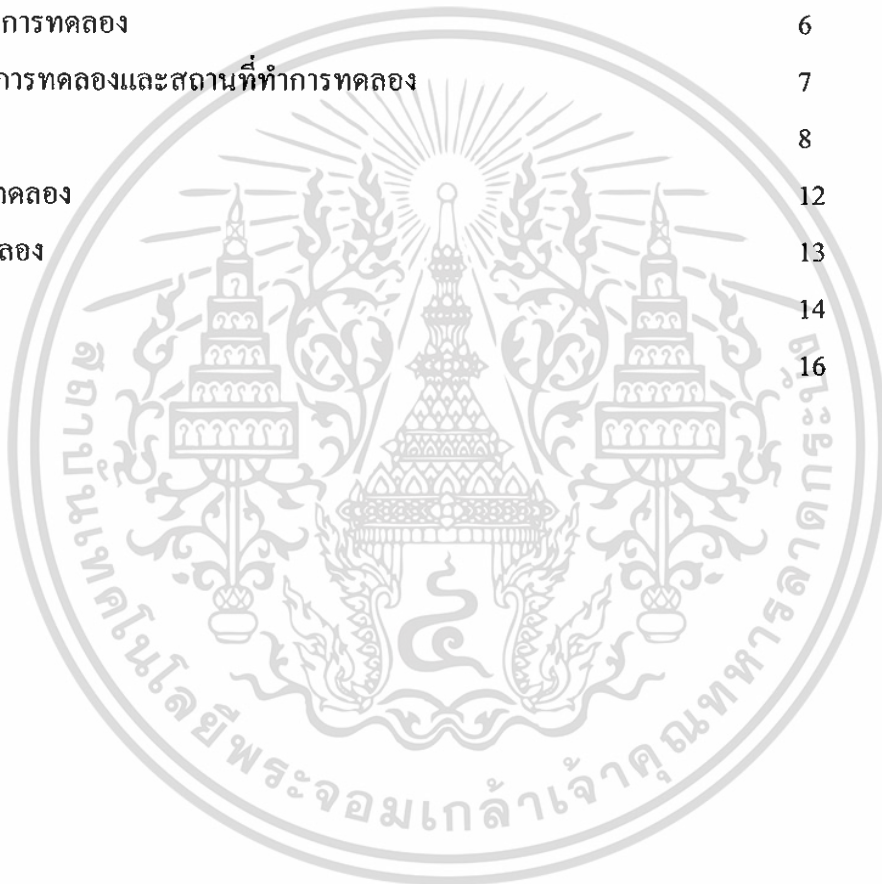 การทดลอง 6
การทดลองและสถานที่ทำการทดลอง 7
8
ทดลอง 12
ลอง 13
14
16
สถาบันเทคโนโลยีพระจอมเกล้าเจ้าคุณทหารลาดกระบัง